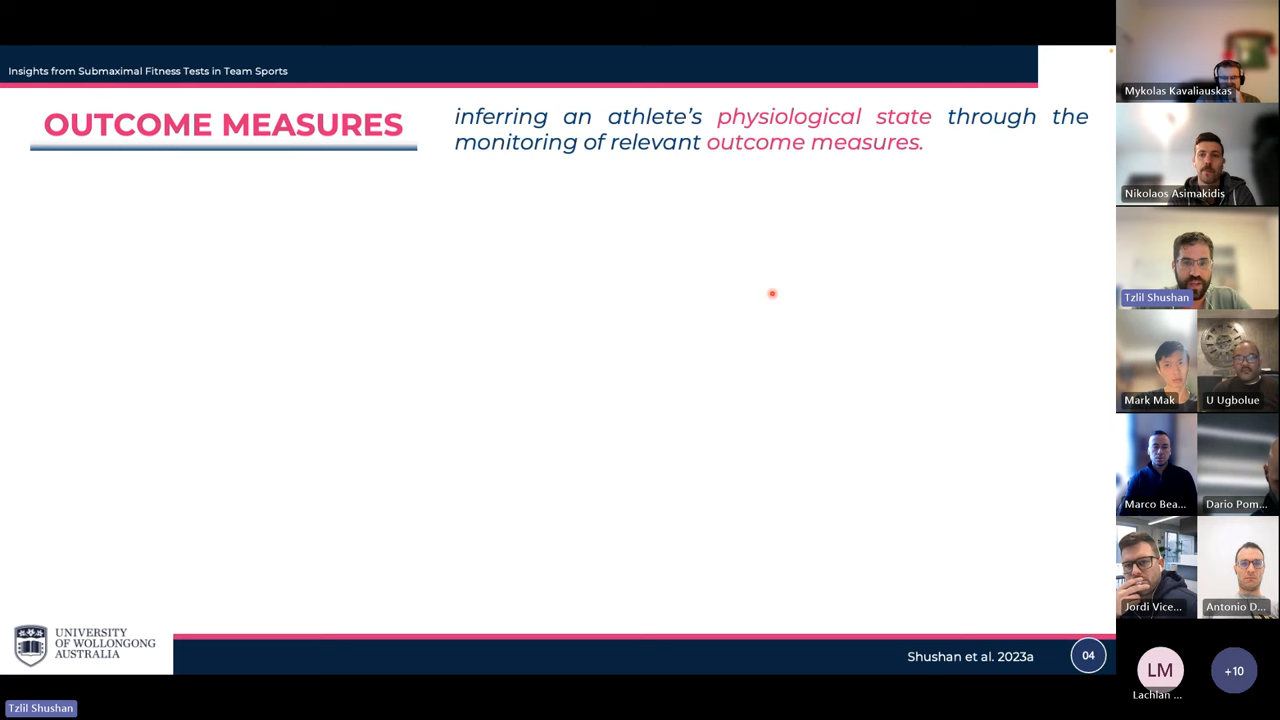 Insights from Submaximal Fitness Tests in Team Sports
OUTCOME MEASURES
inferring an athlete's physiological state through the
monitoring of relevant outcome measures.
UNIVERSITY
OF WOLLONGONG
AUSTRALIA
Shushan et al. 2023a
04
Tzlil Shushan
Mykolas Kavaliauskas
Nikolaos Asimakidis
Tzlil Shushan
Mark Mak
U Ugbolue
Marco Bea...
Dario Pom...
Jordi Vice...
Antonio D...
LM
Lachlan ...
+10